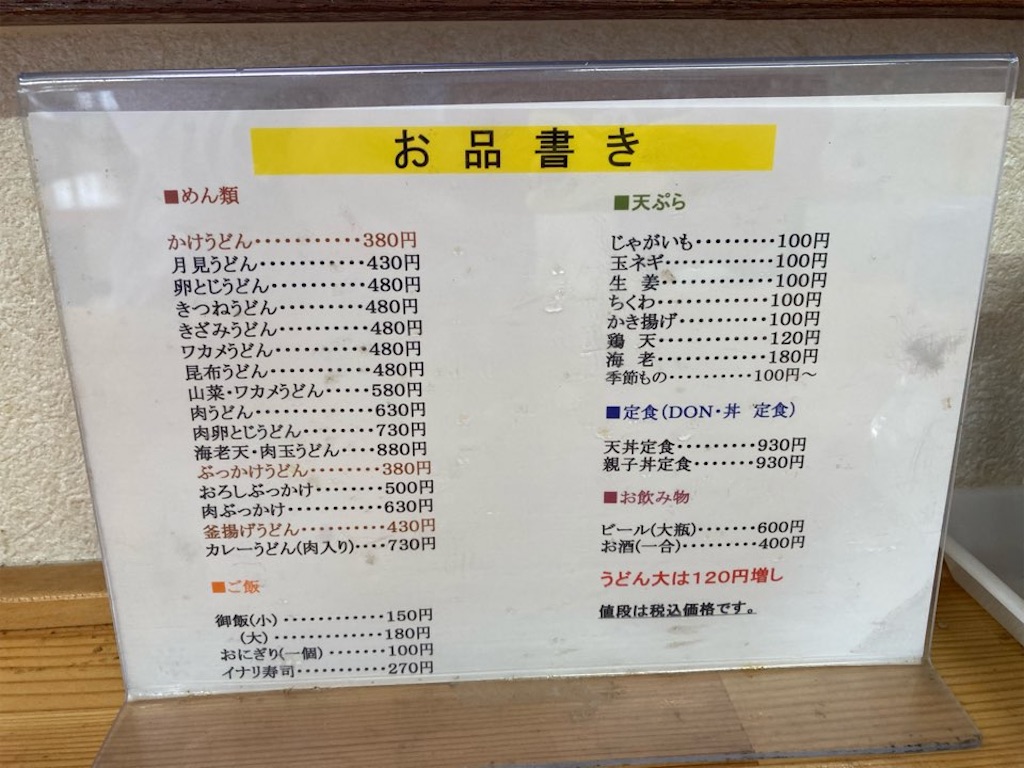 お品書き
■めん類
かけうどん・・・・・・・・・・・380円
月見うどん・・・・・・・・・・・430円
卵とじうどん・・・・・・・・・・480円
きつねうどん・・・・・・・・・480円
きざみうどん・・・・・・・・・480円
ワカメうどん・・・・・・・・・480円
昆布うどん・・・・・・・・・・480円
山菜・ワカメうどん・・・・・580円
肉うどん・・・・・・・・・・・・630円
肉卵とじうどん・・・・・・・・730円
海老天・肉玉うどん・・・・880円
ぶっかけうどん・・・・・・・・380円
おろしぶっかけ・・・・・・・・500円
肉ぶっかけ・・・・・・・・・・・630円
釜揚げうどん・・・・・・・・・430円
カレーうどん(肉入り)・・・・730円
■ご飯
御飯(小)・・・・・・・・・・・・150円
(大)・・・・・・・・・・・・・180円
おにぎり(一個)・・・・・・・100円
イナリ寿司・・・・・・・・・・270円
■天ぷら
じゃがいも・・・・・・・・・・100円
玉ネギ・・・・・・・・・・・・・100円
生姜・・・・・・・・・・・・・・100円
ちくわ・・・・・・・・・・・・・100円
かき揚げ・・・・・・・・・・・100円
鶏天・・・・・・・・・・・・・120円
海老・・・・・・・・・・・・・180円
季節もの・・・・・・・・・・・100円～
■定食(DON・丼 定食)
天丼定食・・・・・・・・・930円
親子丼定食・・・・・・・930円
■お飲み物
ビール(大瓶)・・・・・・・600円
お酒(一合)・・・・・・・・・400円
うどん大は120円増し
値段は税込価格です。